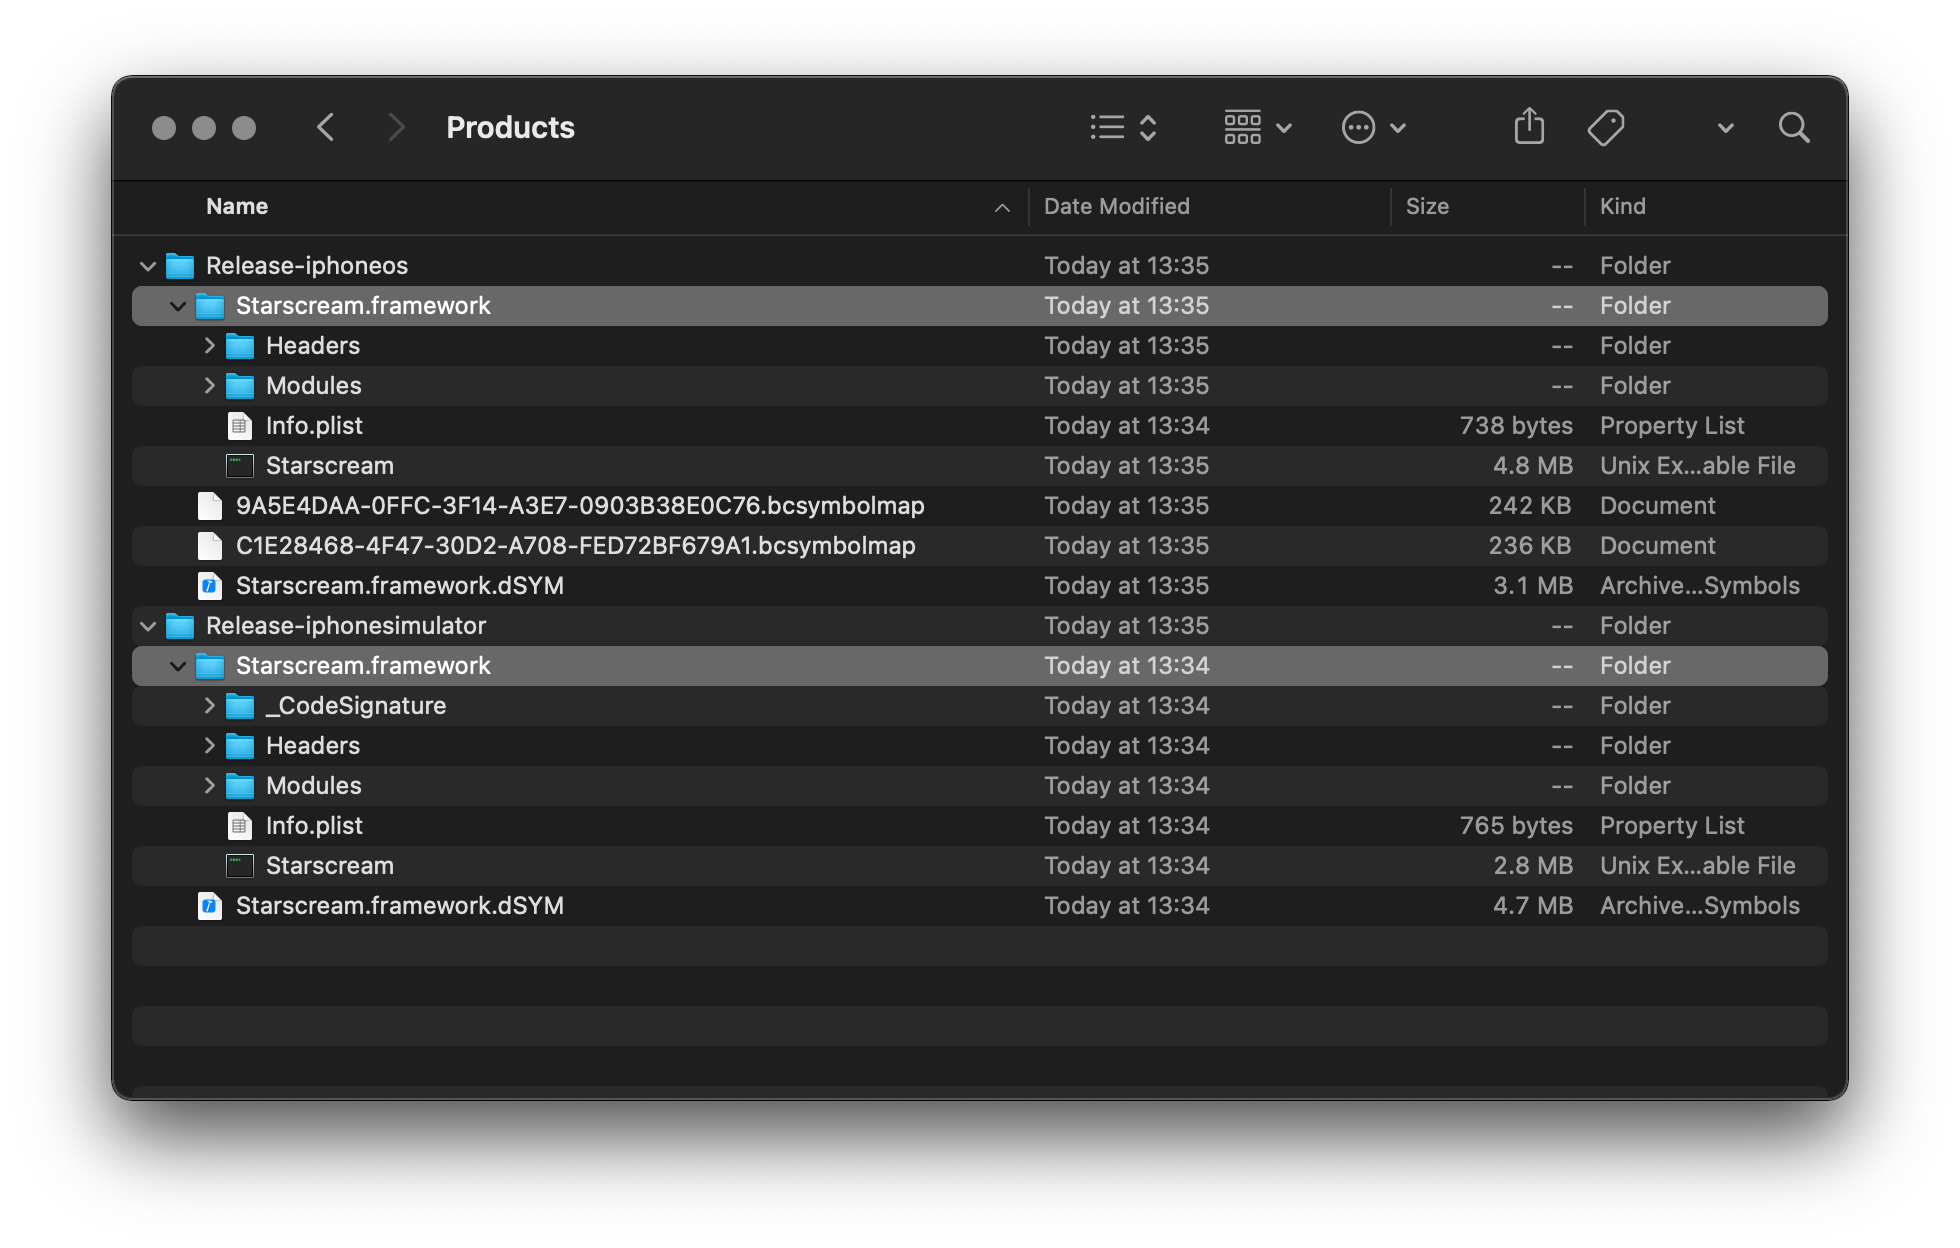 Products
Name Date Modified Size Kind
Release-iphoneos Today at 13:35 -- Folder
Starscream.framework Today at 13:35 -- Folder
Headers Today at 13:35 -- Folder
Modules Today at 13:35 -- Folder
Info.plist Today at 13:34 738 bytes Property List
Starscream Today at 13:35 4.8 MB Unix Ex...able File
9A5E4DAA-0FFC-3F14-A3E7-0903B38E0C76.bcsymbolmap Today at 13:35 242 KB Document
C1E28468-4F47-30D2-A708-FED72BF679A1.bcsymbolmap Today at 13:35 236 KB Document
Starscream.framework.dSYM Today at 13:35 3.1 MB Archive...Symbols
Release-iphonesimulator Today at 13:35 -- Folder
Starscream.framework Today at 13:34 -- Folder
_CodeSignature Today at 13:34 -- Folder
Headers Today at 13:34 -- Folder
Modules Today at 13:34 -- Folder
Info.plist Today at 13:34 765 bytes Property List
Starscream Today at 13:34 2.8 MB Unix Ex...able File
Starscream.framework.dSYM Today at 13:34 4.7 MB Archive...Symbols